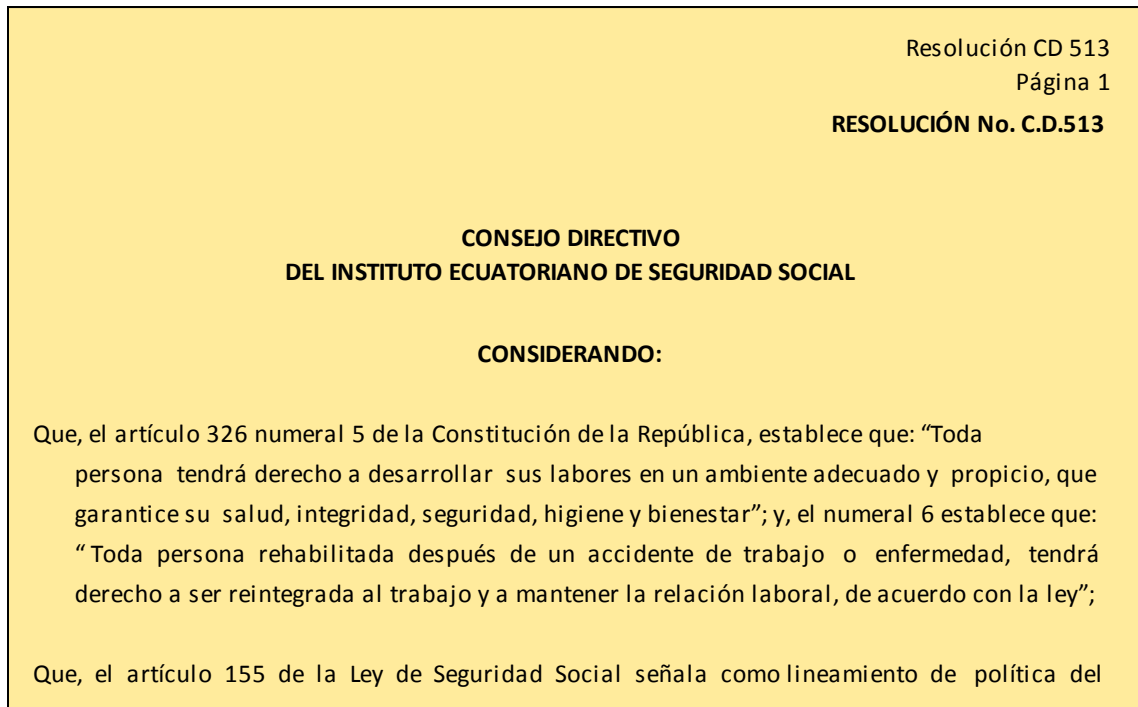 Resolución CD 513
Página 1
RESOLUCIÓN No. C.D.513
CONSEJO DIRECTIVO
DEL INSTITUTO ECUATORIANO DE SEGURIDAD SOCIAL
CONSIDERANDO:
Que, el artículo 326 numeral 5 de la Constitución de la República, establece que: “Toda
persona tendrá derecho a desarrollar sus labores en un ambiente adecuado y propicio, que
garantice su salud, integridad, seguridad, higiene y bienestar”; y, el numeral 6 establece que:
“ Toda persona rehabilitada después de un accidente de trabajo o enfermedad, tendrá
derecho a ser reintegrada al trabajo y a mantener la relación laboral, de acuerdo con la ley”;
Que, el artículo 155 de la Ley de Seguridad Social señala como lineamiento de política del